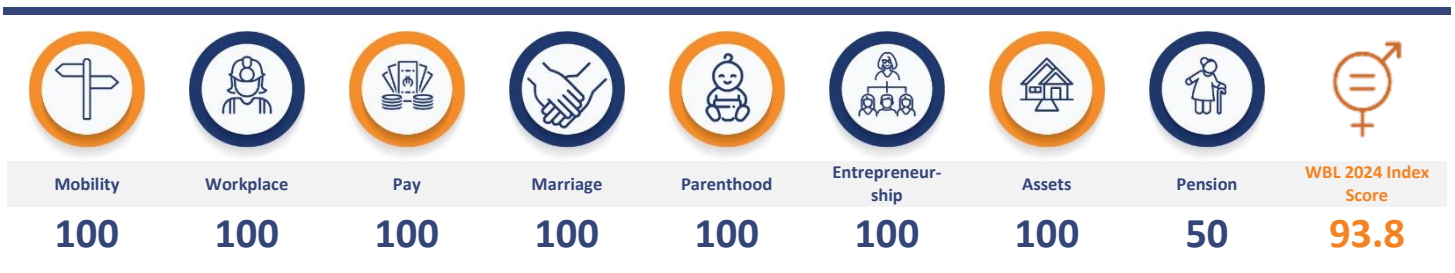 Mobility
Workplace
Pay
Marriage
Parenthood
Entrepreneur-
ship
Assets
Pension
WBL 2024 Index
Score
100
100
100
100
100
100
100
50
93.8